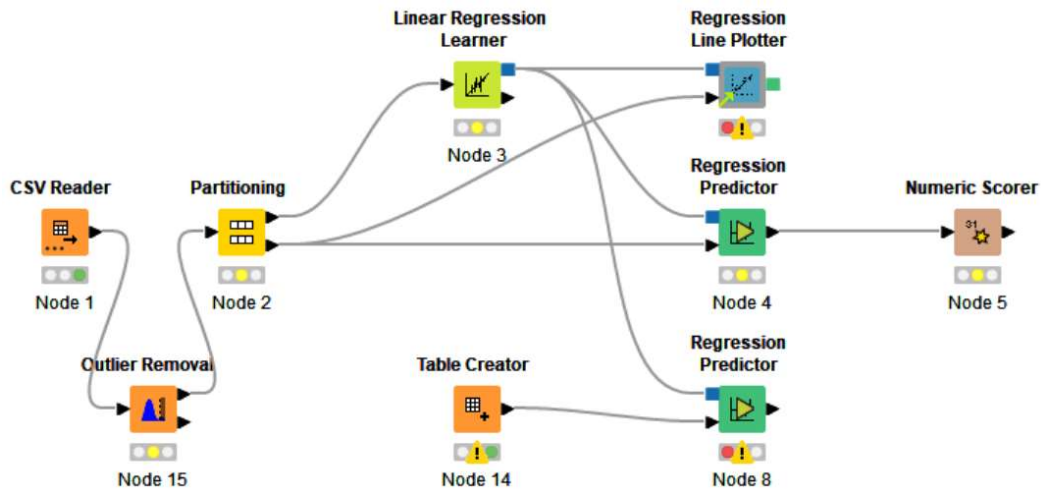 Linear Regression
Learner
Node 3
Regression
Line Plotter
CSV Reader
Node 1
Partitioning
Node 2
Regression
Predictor
Node 4
Numeric Scorer
31
Node 5
Outlier Removal
Node 15
Table Creator
Node 14
Regression
Predictor
Node 8